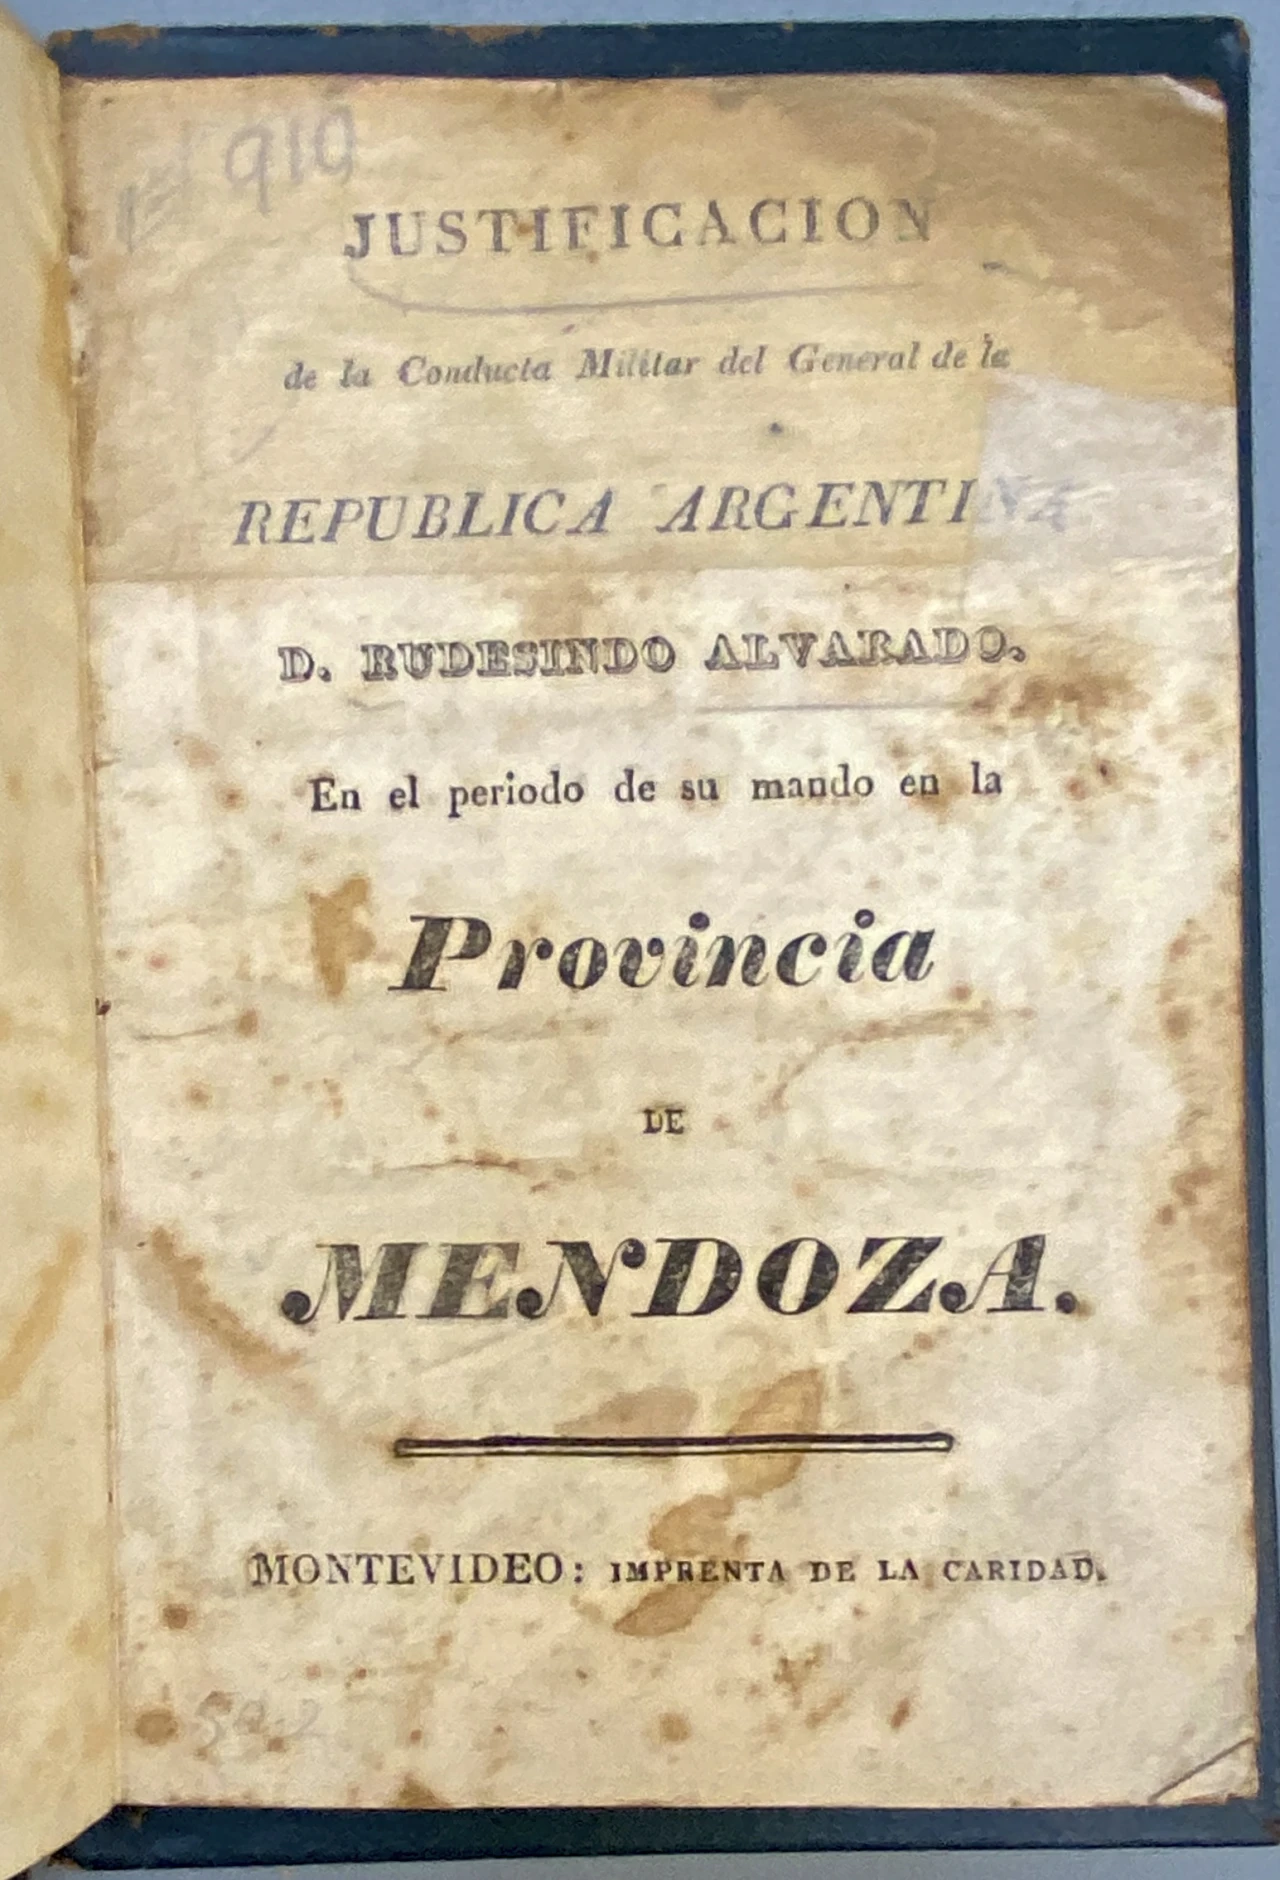 919
JUSTIFICACION
de la Conducta Militar del General de la
REPUBLICA ARGENTINA
D. RUDESINDO ALVARADO.
En el periodo de su mando en la
Provincia
DE
MENDOZA.
MONTEVIDEO: IMPRENTA DE LA CARIDAD.